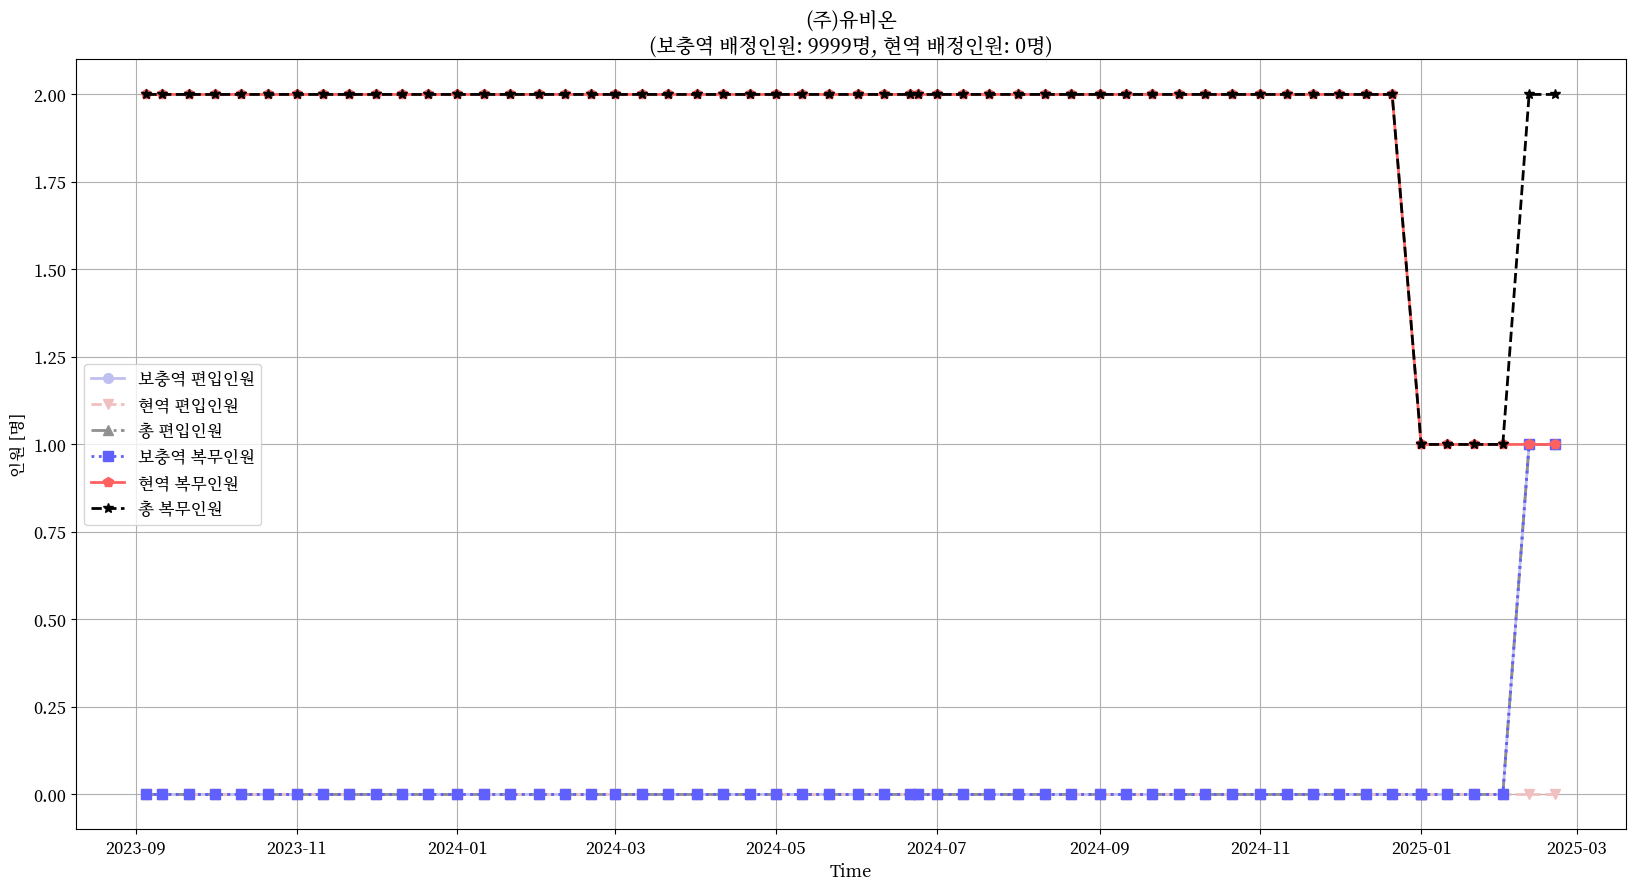 (주)유비온
(보충역 배정인원: 9999명, 현역 배정인원: 0명)
2.00
1.75
1.50
1.25
1.00
0.75
0.50
0.25
0.00
인원 [명]
보충역 편입인원
현역 편입인원
총 편입인원
보충역 복무인원
현역 복무인원
총 복무인원
2023-09 2023-11 2024-01 2024-03 2024-05 2024-07 2024-09 2024-11 2025-01 2025-03
Time